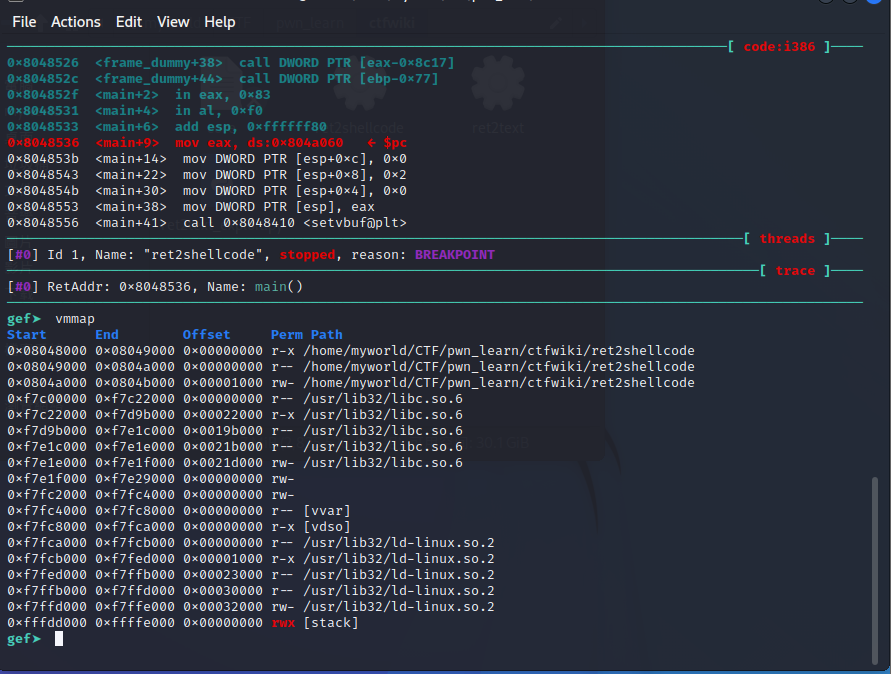 File Actions Edit View Help
[ code:i386 ]
0×8048526 <frame_dummy+38> call DWORD PTR [eax-0×8c17]
0×804852c <frame_dummy+44> call DWORD PTR [ebp-0×77]
0×804852f <main+2> in eax, 0×83
0×8048531 <main+4> in al, 0×f0
0×8048533 <main+6> add esp, 0×ffffff80
0×8048536 <main+9> mov eax, ds:0×804a060 ← $pc
0×804853b <main+14> mov DWORD PTR [esp+0×c], 0×0
0×8048543 <main+22> mov DWORD PTR [esp+0×8], 0×2
0×804854b <main+30> mov DWORD PTR [esp+0×4], 0×0
0×8048553 <main+38> mov DWORD PTR [esp], eax
0×8048556 <main+41> call 0×8048410 <setvbuf@plt>
[ threads ]
[#0] Id 1, Name: "ret2shellcode", stopped, reason: BREAKPOINT
[ trace ]
[#0] RetAddr: 0×8048536, Name: main()
gef➤ vmmap
Start End Offset Perm Path
0×08048000 0×08049000 0×00000000 r-x /home/myworld/CTF/pwn_learn/ctfwiki/ret2shellcode
0×08049000 0×0804a000 0×00000000 r-- /home/myworld/CTF/pwn_learn/ctfwiki/ret2shellcode
0×0804a000 0×0804b000 0×00001000 rw- /home/myworld/CTF/pwn_learn/ctfwiki/ret2shellcode
0×f7c00000 0×f7c22000 0×00000000 r-- /usr/lib32/libc.so.6
0×f7c22000 0×f7d9b000 0×00022000 r-x /usr/lib32/libc.so.6
0×f7d9b000 0×f7e1c000 0×0019b000 r-- /usr/lib32/libc.so.6
0×f7e1c000 0×f7e1e000 0×0021b000 r-- /usr/lib32/libc.so.6
0×f7e1e000 0×f7e1f000 0×0021d000 rw- /usr/lib32/libc.so.6
0×f7e1f000 0×f7e29000 0×00000000 rw-
0×f7fc2000 0×f7fc4000 0×00000000 rw-
0×f7fc4000 0×f7fc8000 0×00000000 r-- [vvar]
0×f7fc8000 0×f7fca000 0×00000000 r-x [vdso]
0×f7fca000 0×f7fcb000 0×00000000 r-- /usr/lib32/ld-linux.so.2
0×f7fcb000 0×f7fed000 0×00001000 r-x /usr/lib32/ld-linux.so.2
0×f7fed000 0×f7ffb000 0×00023000 r-- /usr/lib32/ld-linux.so.2
0×f7ffb000 0×f7ffd000 0×00030000 r-- /usr/lib32/ld-linux.so.2
0×f7ffd000 0×f7ffe000 0×00032000 rw- /usr/lib32/ld-linux.so.2
0×fffdd000 0×ffffe000 0×00000000 rwx [stack]
gef➤